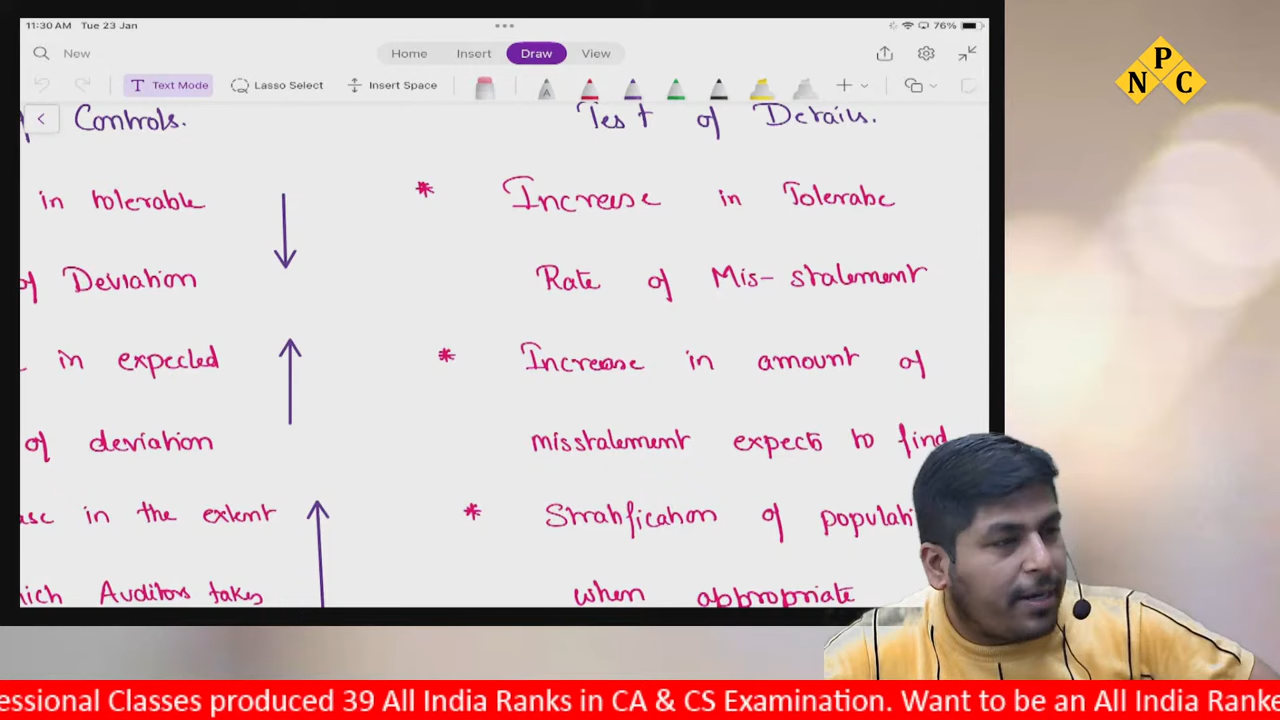 11:30 AM Tue 23 Jan
76%
New
Home Insert Draw View
Text Mode
Lasso Select
Insert Space
N P C
Controls.
in tolerable
of Deviation
in expected
of deviation
in the extent
Auditors takes
Test of Details.
* Increase in Tolerabe
Rate of Mis-statement
* Increase in amount of
misstatement expects to find
* Stratification of populati
when appropriate
essional Classes produced 39 All India Ranks in CA & CS Examination. Want to be an All India Ranke